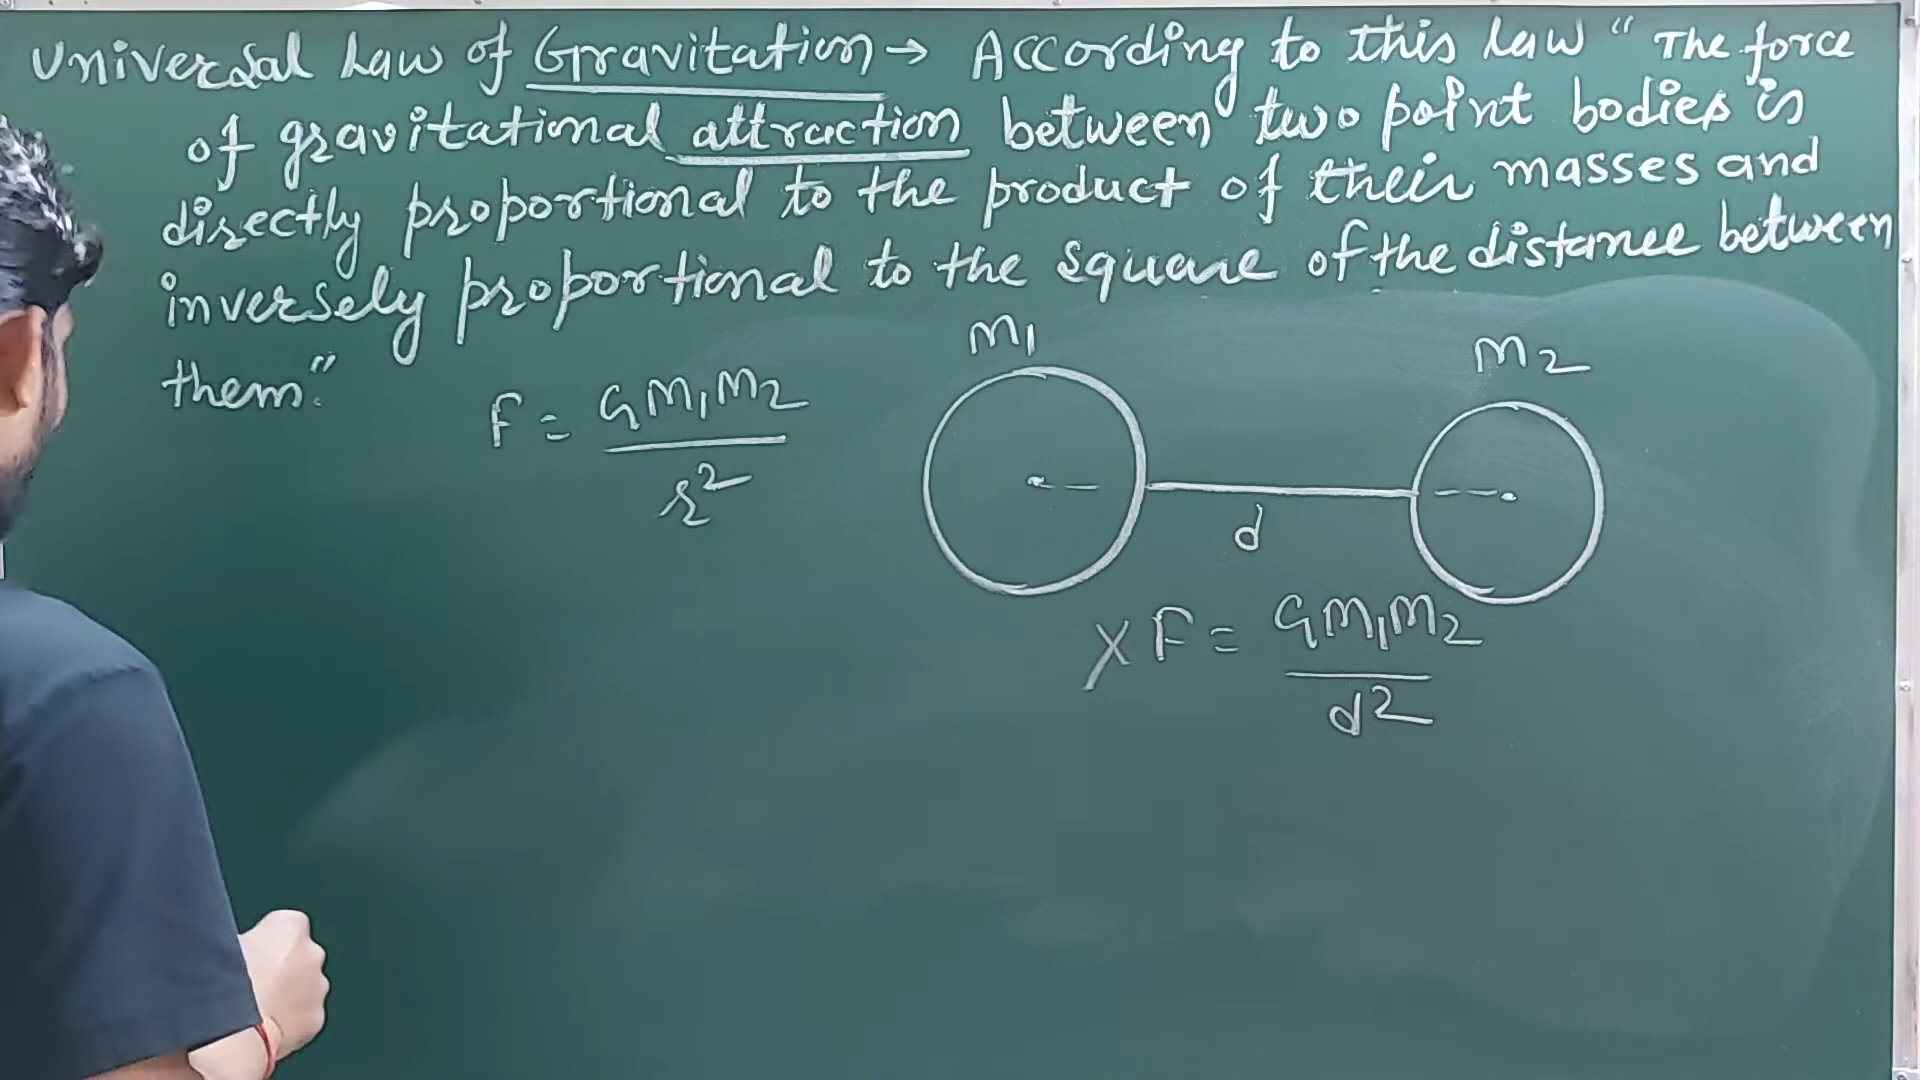 Universal Law of Gravitation → According to this law “The force
of gravitational attraction between two point bodies is
directly proportional to the product of their masses and
inversely proportional to the square of the distance between
them”.
F = GM₁M₂
r²
M₁
M₂
d
X F = GM₁M₂
d²